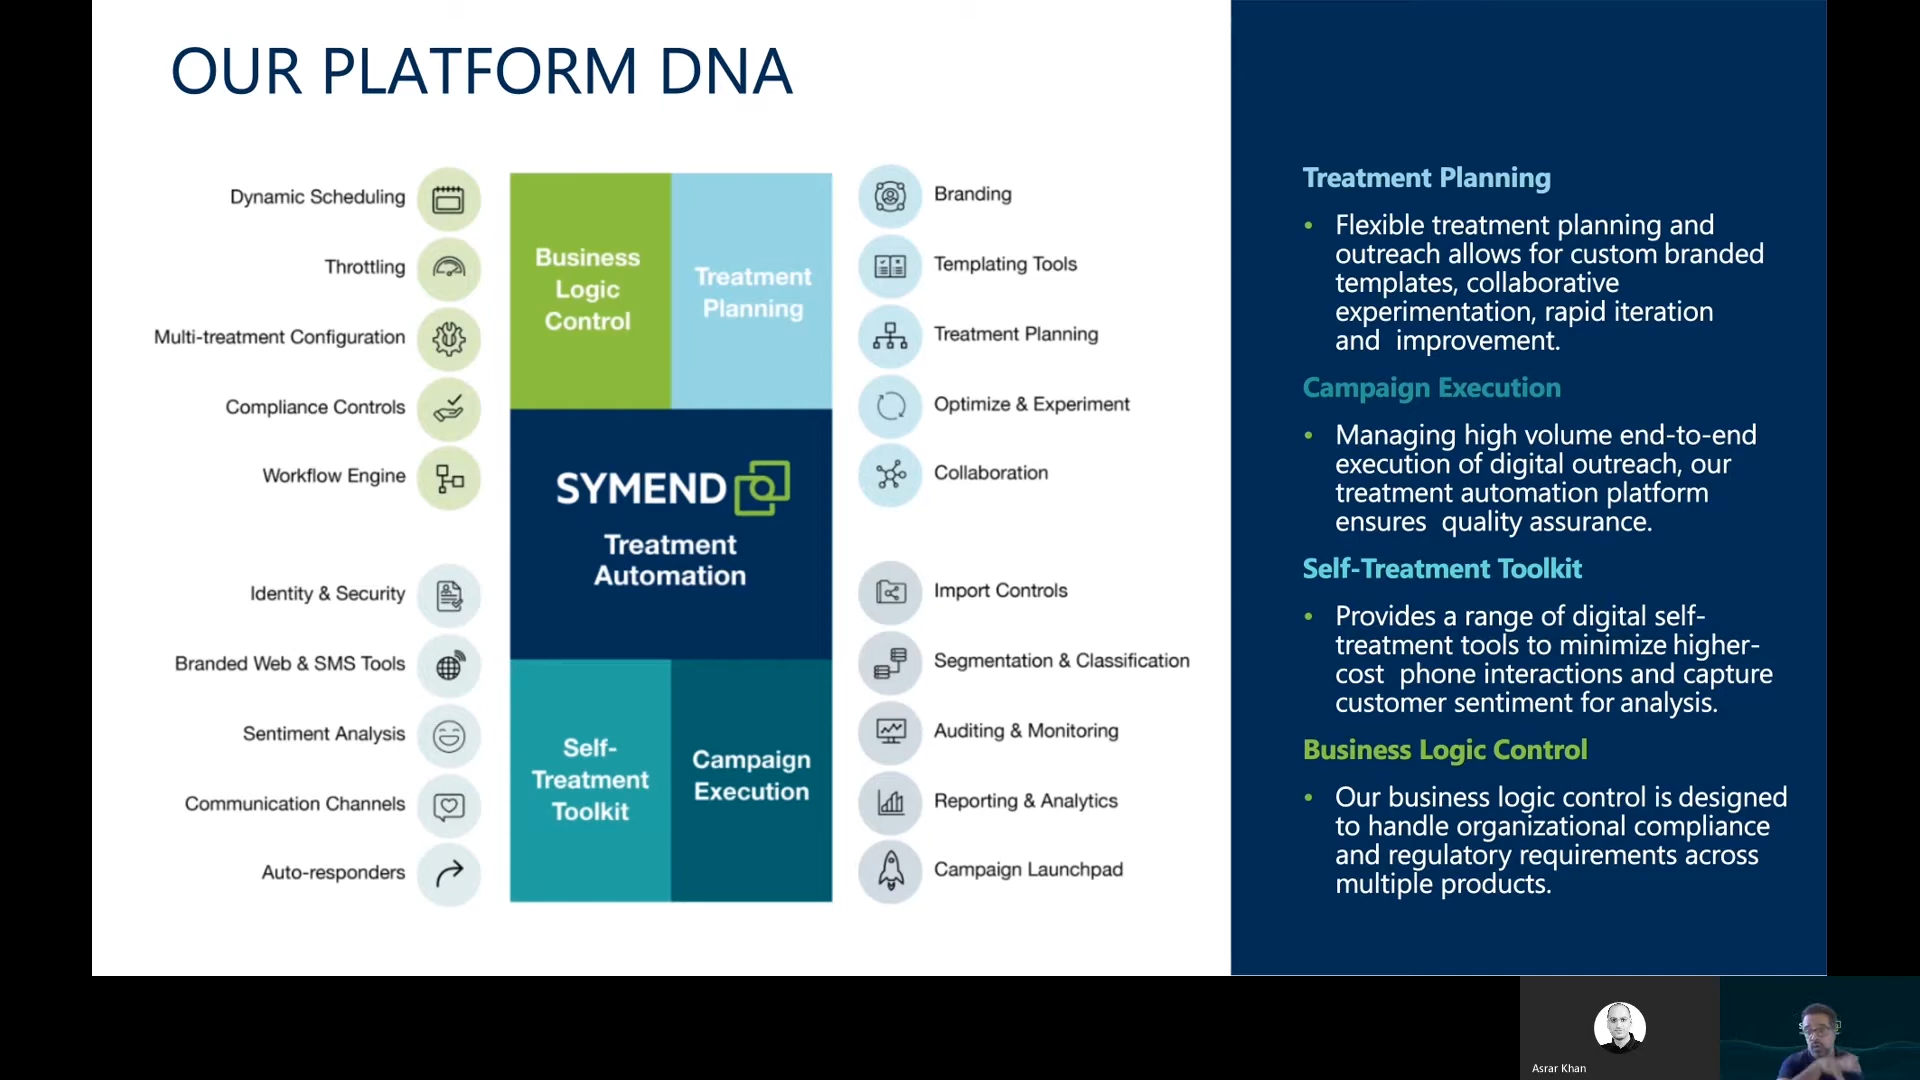 OUR PLATFORM DNA
Dynamic Scheduling
Throttling
Multi-treatment Configuration
Compliance Controls
Workflow Engine
Identity & Security
Branded Web & SMS Tools
Sentiment Analysis
Communication Channels
Auto-responders
Business
Logic
Control
Treatment
Planning
SYMEND
Treatment
Automation
Self-
Treatment
Toolkit
Campaign
Execution
Branding
Templating Tools
Treatment Planning
Optimize & Experiment
Collaboration
Import Controls
Segmentation & Classification
Auditing & Monitoring
Reporting & Analytics
Campaign Launchpad
Treatment Planning
• Flexible treatment planning and
outreach allows for custom branded
templates, collaborative
experimentation, rapid iteration
and improvement.
Campaign Execution
• Managing high volume end-to-end
execution of digital outreach, our
treatment automation platform
ensures quality assurance.
Self-Treatment Toolkit
• Provides a range of digital self-
treatment tools to minimize higher-
cost phone interactions and capture
customer sentiment for analysis.
Business Logic Control
• Our business logic control is designed
to handle organizational compliance
and regulatory requirements across
multiple products.
Asrar Khan